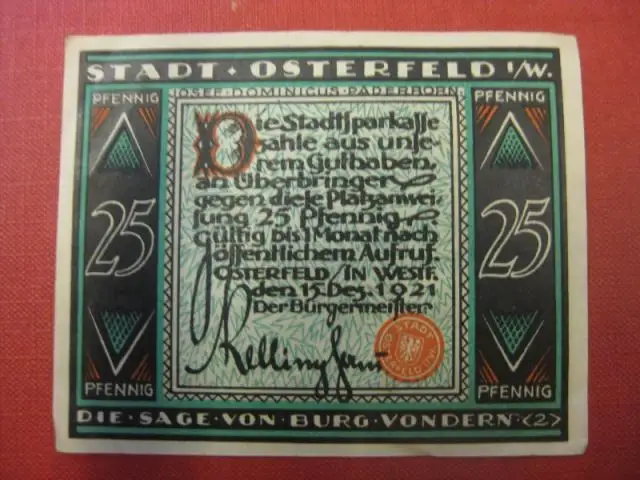 STADT · OSTERFELD I/W.
JOSEF · DOMINICUS · PADERBORN.
PFENNIG
25
PFENNIG
Die Stadtsparkasse
zahle aus unse-
rem Guthaben,
an Überbringer
gegen diese Platzanwei-
sung 25 Pfennig
gültig bis 1 Monat nach
öffentlichem Aufruf.
OSTERFELD / IN WESTF.
den 15. Dez. 1921
Der Bürgermeister
PFENNIG
25
PFENNIG
STADT
DIE · SAGE · VON · BURG · VONDERN · <2>